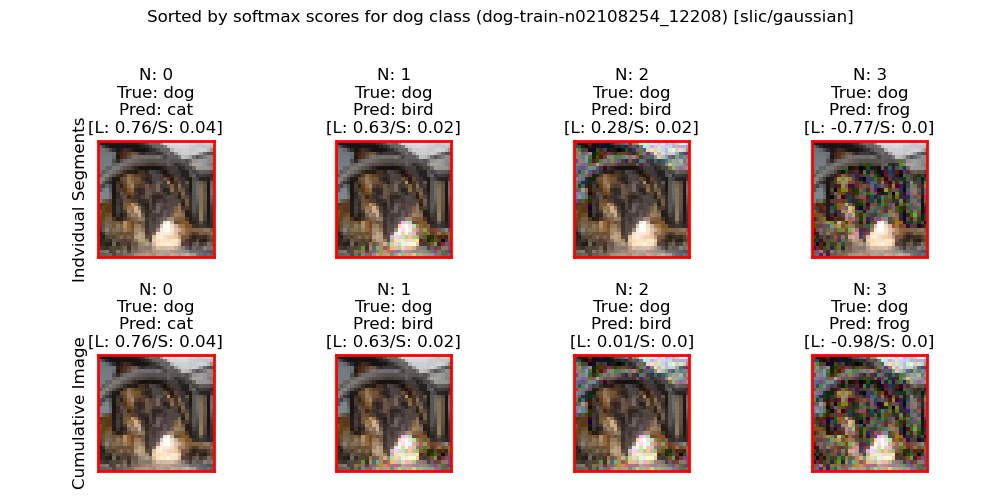 Sorted by softmax scores for dog class (dog-train-n02108254_12208) [slic/gaussian]
Indvidual Segments
N: 0
True: dog
Pred: cat
[L: 0.76/S: 0.04]
N: 1
True: dog
Pred: bird
[L: 0.63/S: 0.02]
N: 2
True: dog
Pred: bird
[L: 0.28/S: 0.02]
N: 3
True: dog
Pred: frog
[L: -0.77/S: 0.0]
Cumulative Image
N: 0
True: dog
Pred: cat
[L: 0.76/S: 0.04]
N: 1
True: dog
Pred: bird
[L: 0.63/S: 0.02]
N: 2
True: dog
Pred: bird
[L: 0.01/S: 0.0]
N: 3
True: dog
Pred: frog
[L: -0.98/S: 0.0]